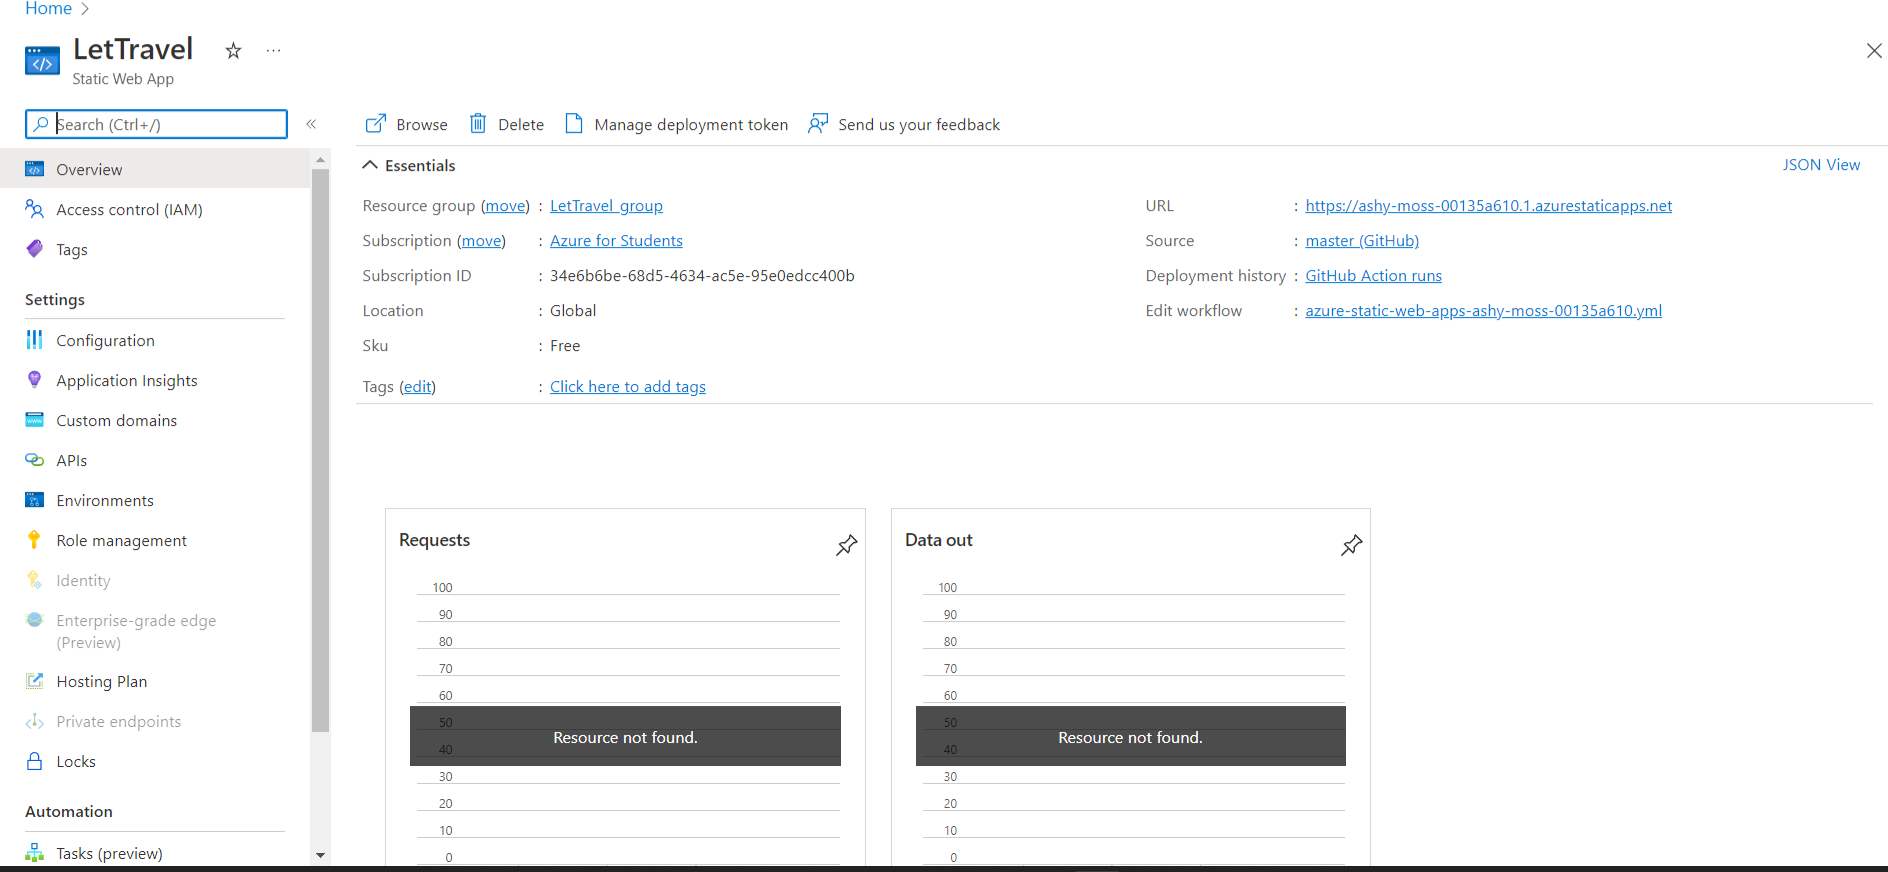 Home
LetTravel
Static Web App
Search (Ctrl+/)
Overview
Access control (IAM)
Tags
Settings
Configuration
Application Insights
Custom domains
APIs
Environments
Role management
Identity
Enterprise-grade edge
(Preview)
Hosting Plan
Private endpoints
Locks
Automation
Tasks (preview)
Browse Delete Manage deployment token Send us your feedback
Essentials
JSON View
Resource group (move) : LetTravel_group
Subscription (move) : Azure for Students
Subscription ID : 34e6b6be-68d5-4634-ac5e-95e0edcc400b
Location : Global
Sku : Free
Tags (edit) : Click here to add tags
URL : https://ashy-moss-00135a610.1.azurestaticapps.net
Source : master (GitHub)
Deployment history : GitHub Action runs
Edit workflow : azure-static-web-apps-ashy-moss-00135a610.yml
Requests
100
90
80
70
60
50
Resource not found.
40
30
20
10
0
Data out
100
90
80
70
60
50
Resource not found.
40
30
20
10
0